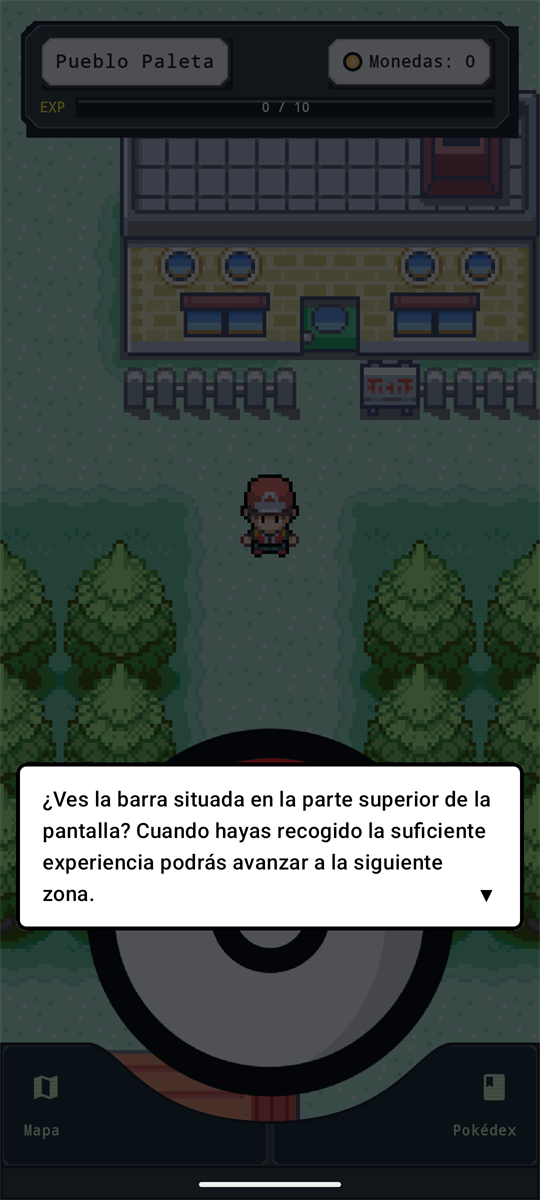 Pueblo Paleta
Monedas: 0
EXP
0 / 10
¿Ves la barra situada en la parte superior de la
pantalla? Cuando hayas recogido la suficiente
experiencia podrás avanzar a la siguiente
zona.
Mapa
Pokédex